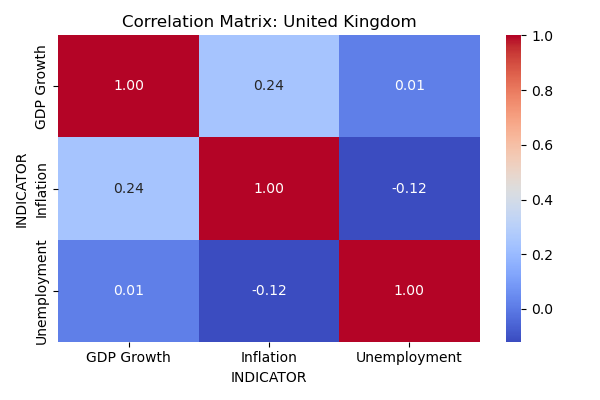 Correlation Matrix: United Kingdom
INDICATOR
GDP Growth
1.00
0.24
0.01
Inflation
0.24
1.00
-0.12
Unemployment
0.01
-0.12
1.00
GDP Growth
Inflation
Unemployment
INDICATOR
1.0
0.8
0.6
0.4
0.2
0.0